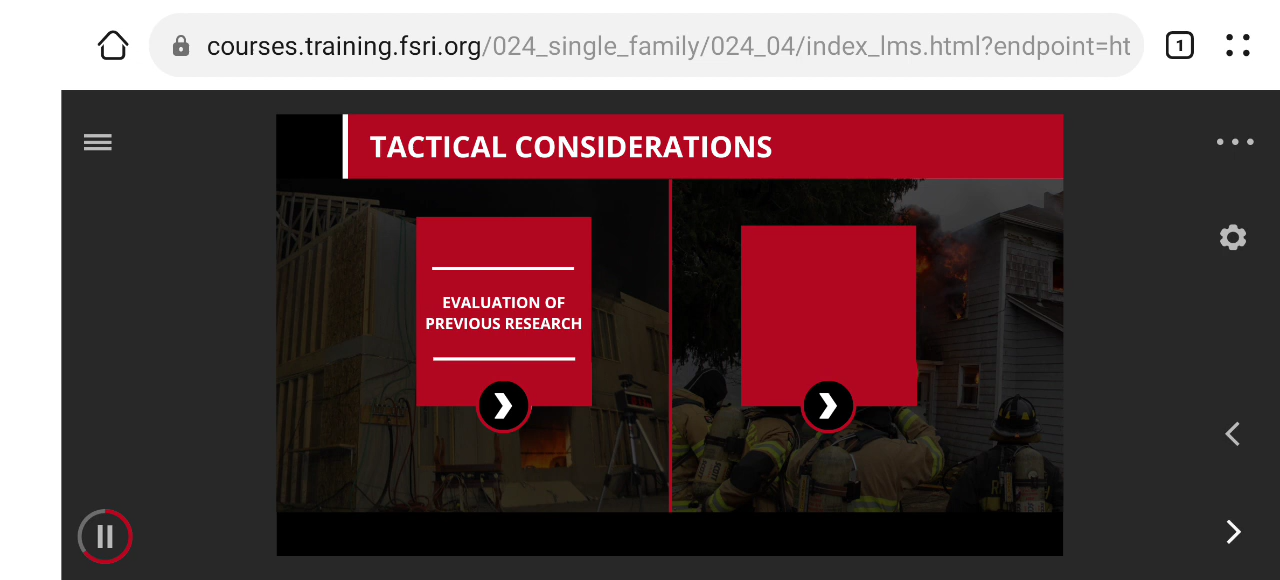 courses.training.fsri.org/024_single_family/024_04/index_lms.html?endpoint=ht
1
TACTICAL CONSIDERATIONS
EVALUATION OF
PREVIOUS RESEARCH